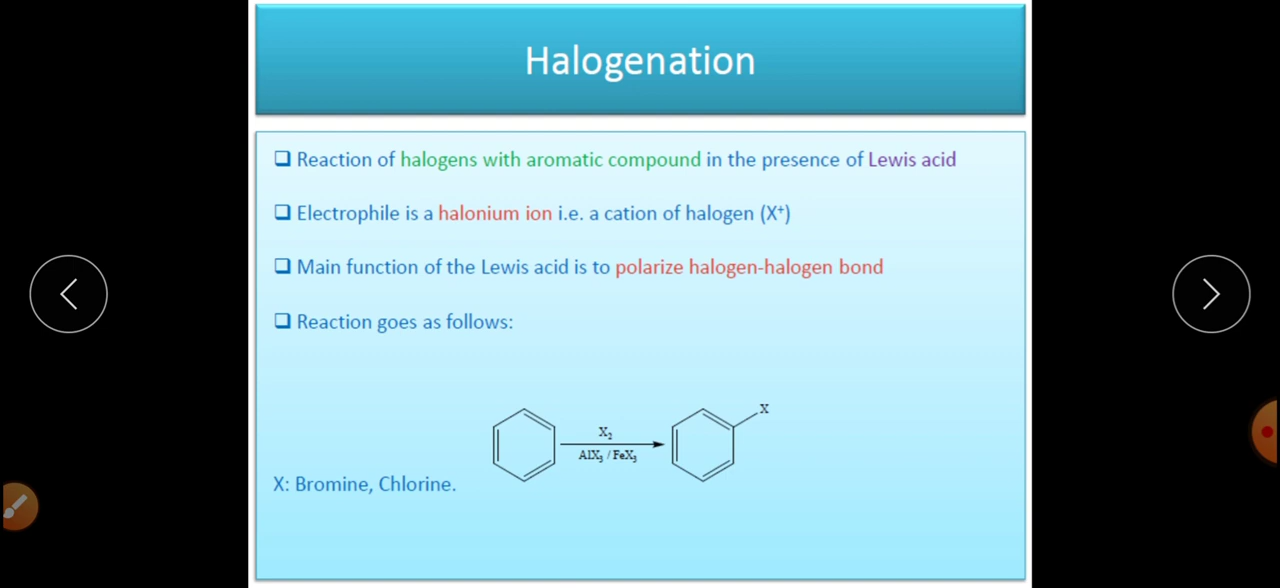 Halogenation
Reaction of halogens with aromatic compound in the presence of Lewis acid
Electrophile is a halonium ion i.e. a cation of halogen (X⁺)
Main function of the Lewis acid is to polarize halogen-halogen bond
Reaction goes as follows:
X
X₂
AlX₃ / FeX₃
X: Bromine, Chlorine.